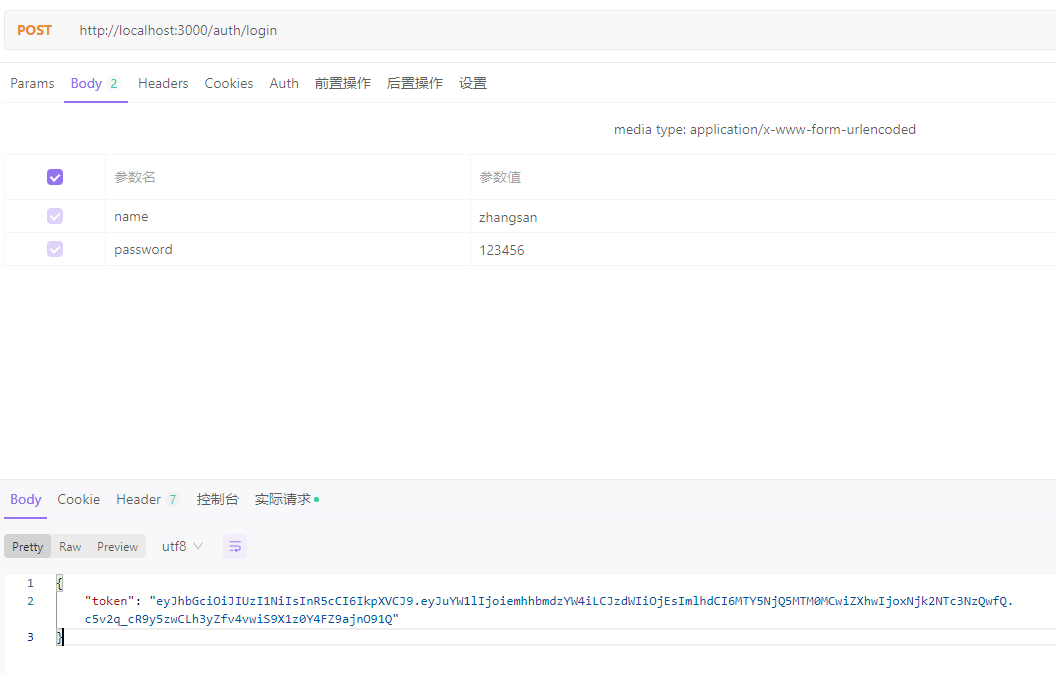 POST http://localhost:3000/auth/login
Params Body 2 Headers Cookies Auth 前置操作 后置操作 设置
media type: application/x-www-form-urlencoded
参数名 参数值
name zhangsan
password 123456
Body Cookie Header 7 控制台 实际请求
Pretty Raw Preview utf8
1 {
2 "token": "eyJhbGciOiJIUzI1NiIsInR5cCI6IkpXVCJ9.eyJuYW1lIjoiemhhbmdzYW4iLCJzdWIiOjEsImlhdCI6MTY5NjQ5MTM0MCwiZXhwIjoxNjk2NTc3NzQwfQ.
c5v2q_cR9y5zwCLh3yZfv4vwiS9X1z0Y4FZ9ajnO91Q"
3 }